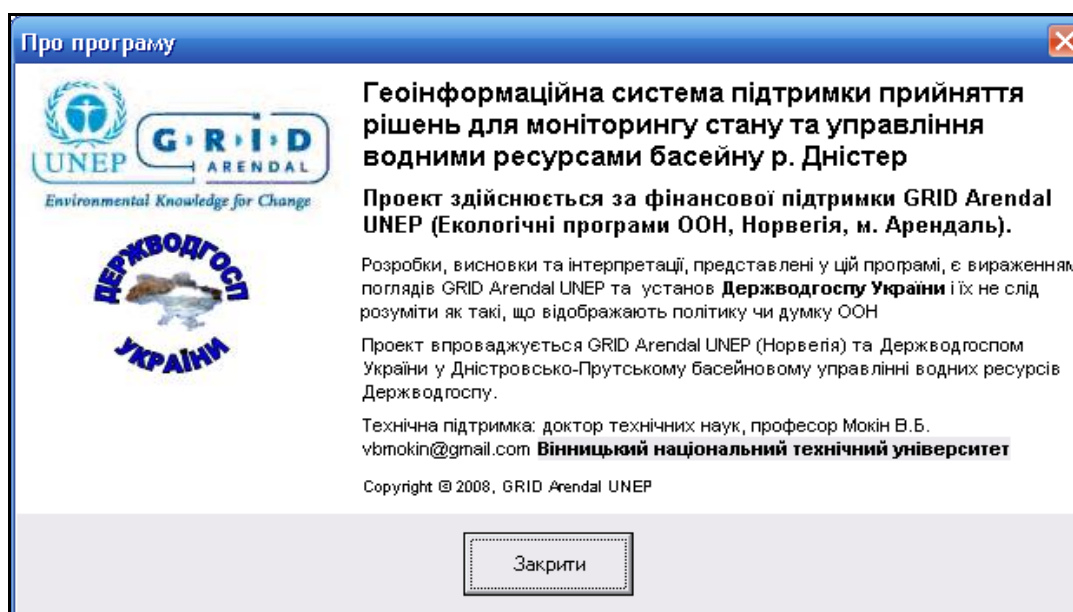 Про програму
UNEP
G·R·I·D
ARENDAL
Environmental Knowledge for Change
ДЕРЖВОДГОСП
УКРАЇНИ
Геоінформаційна система підтримки прийняття
рішень для моніторингу стану та управління
водними ресурсами басейну р. Дністер
Проект здійснюється за фінансової підтримки GRID Arendal
UNEP (Екологічні програми ООН, Норвегія, м. Арендаль).
Розробки, висновки та інтерпретації, представлені у цій програмі, є вираженням
поглядів GRID Arendal UNEP та установ Держводгоспу України і їх не слід
розуміти як такі, що відображають політику чи думку ООН
Проект впроваджується GRID Arendal UNEP (Норвегія) та Держводгоспом
України у Дністровсько-Прутському басейновому управлінні водних ресурсів
Держводгоспу.
Технічна підтримка: доктор технічних наук, професор Мокін В.Б.
vbmokin@gmail.com Вінницький національний технічний університет
Copyright © 2008, GRID Arendal UNEP
Закрити